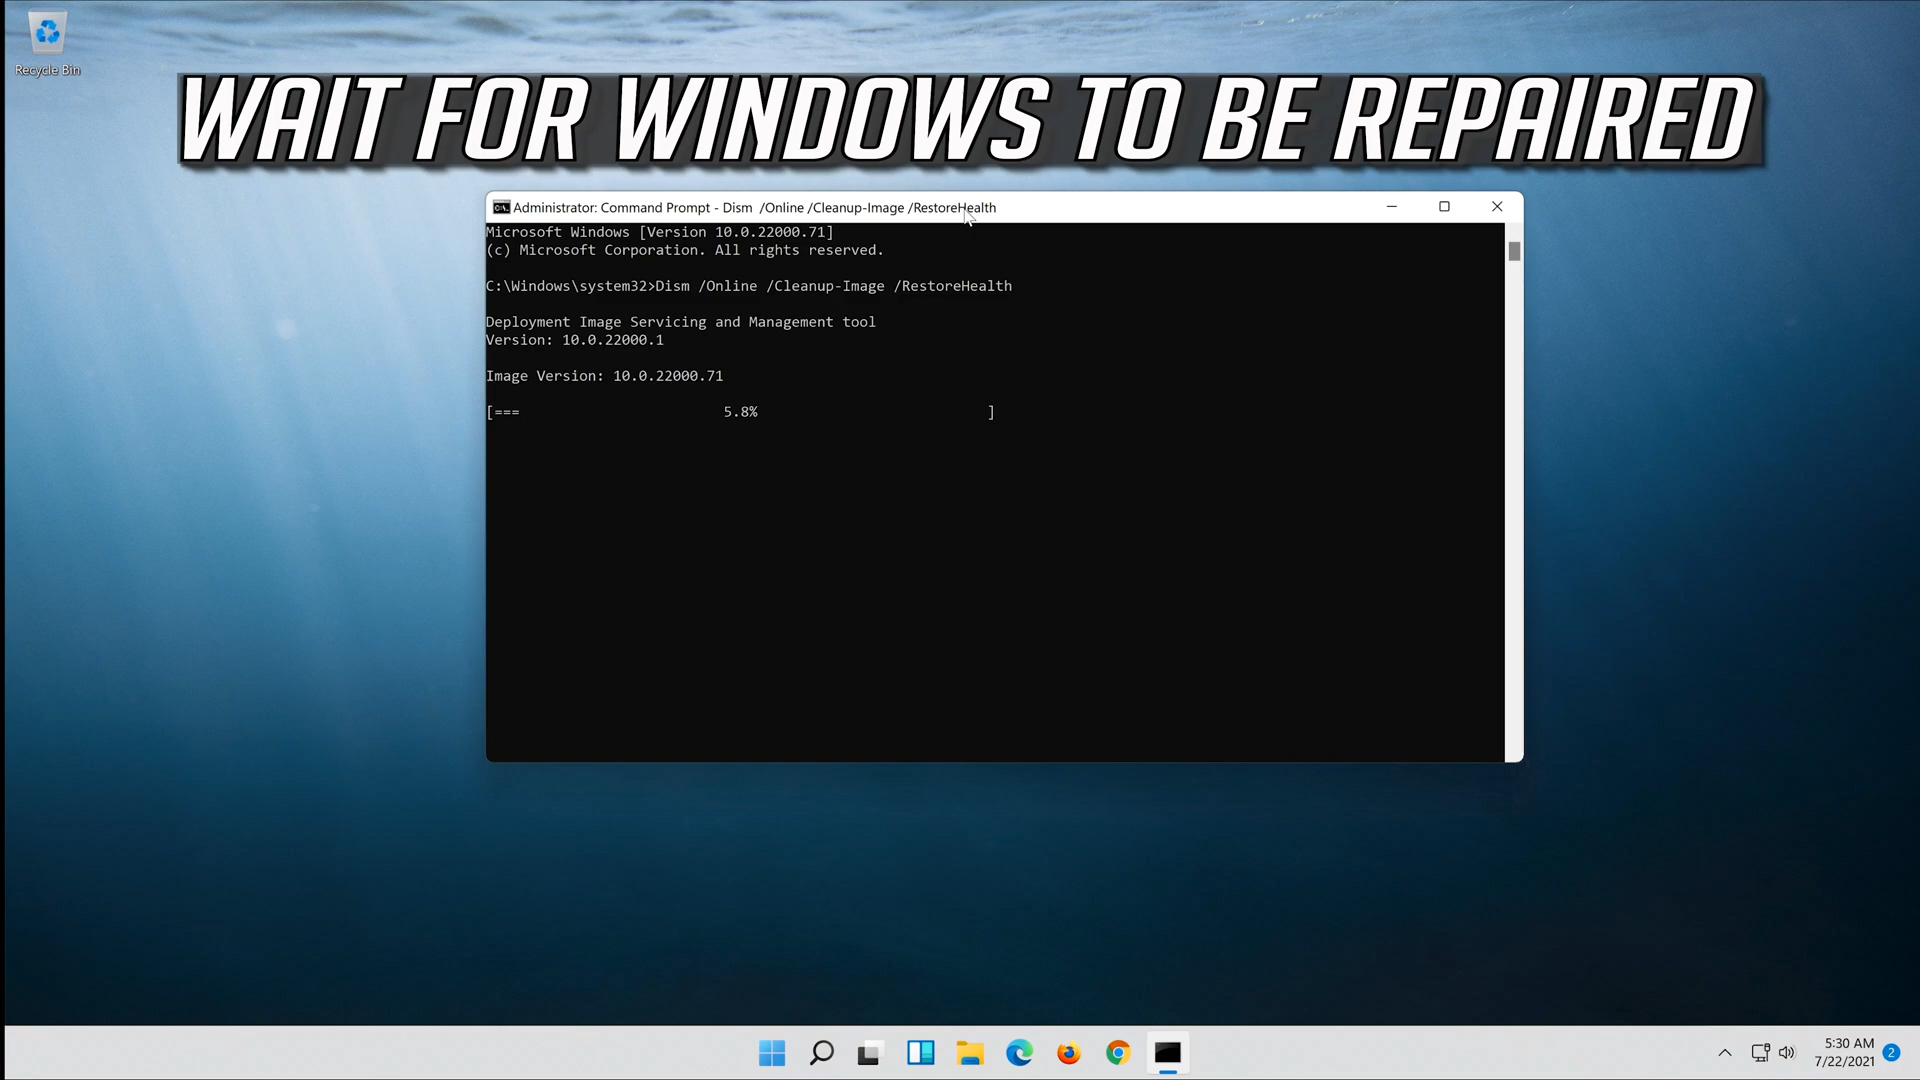 Recycle Bin
WAIT FOR WINDOWS TO BE REPAIRED
Administrator: Command Prompt - Dism  /Online /Cleanup-Image /RestoreHealth
Microsoft Windows [Version 10.0.22000.71]
(c) Microsoft Corporation. All rights reserved.
C:\Windows\system32>Dism /Online /Cleanup-Image /RestoreHealth
Deployment Image Servicing and Management tool
Version: 10.0.22000.1
Image Version: 10.0.22000.71
[===                        5.8%                           ]
5:30 AM
7/22/2021
2